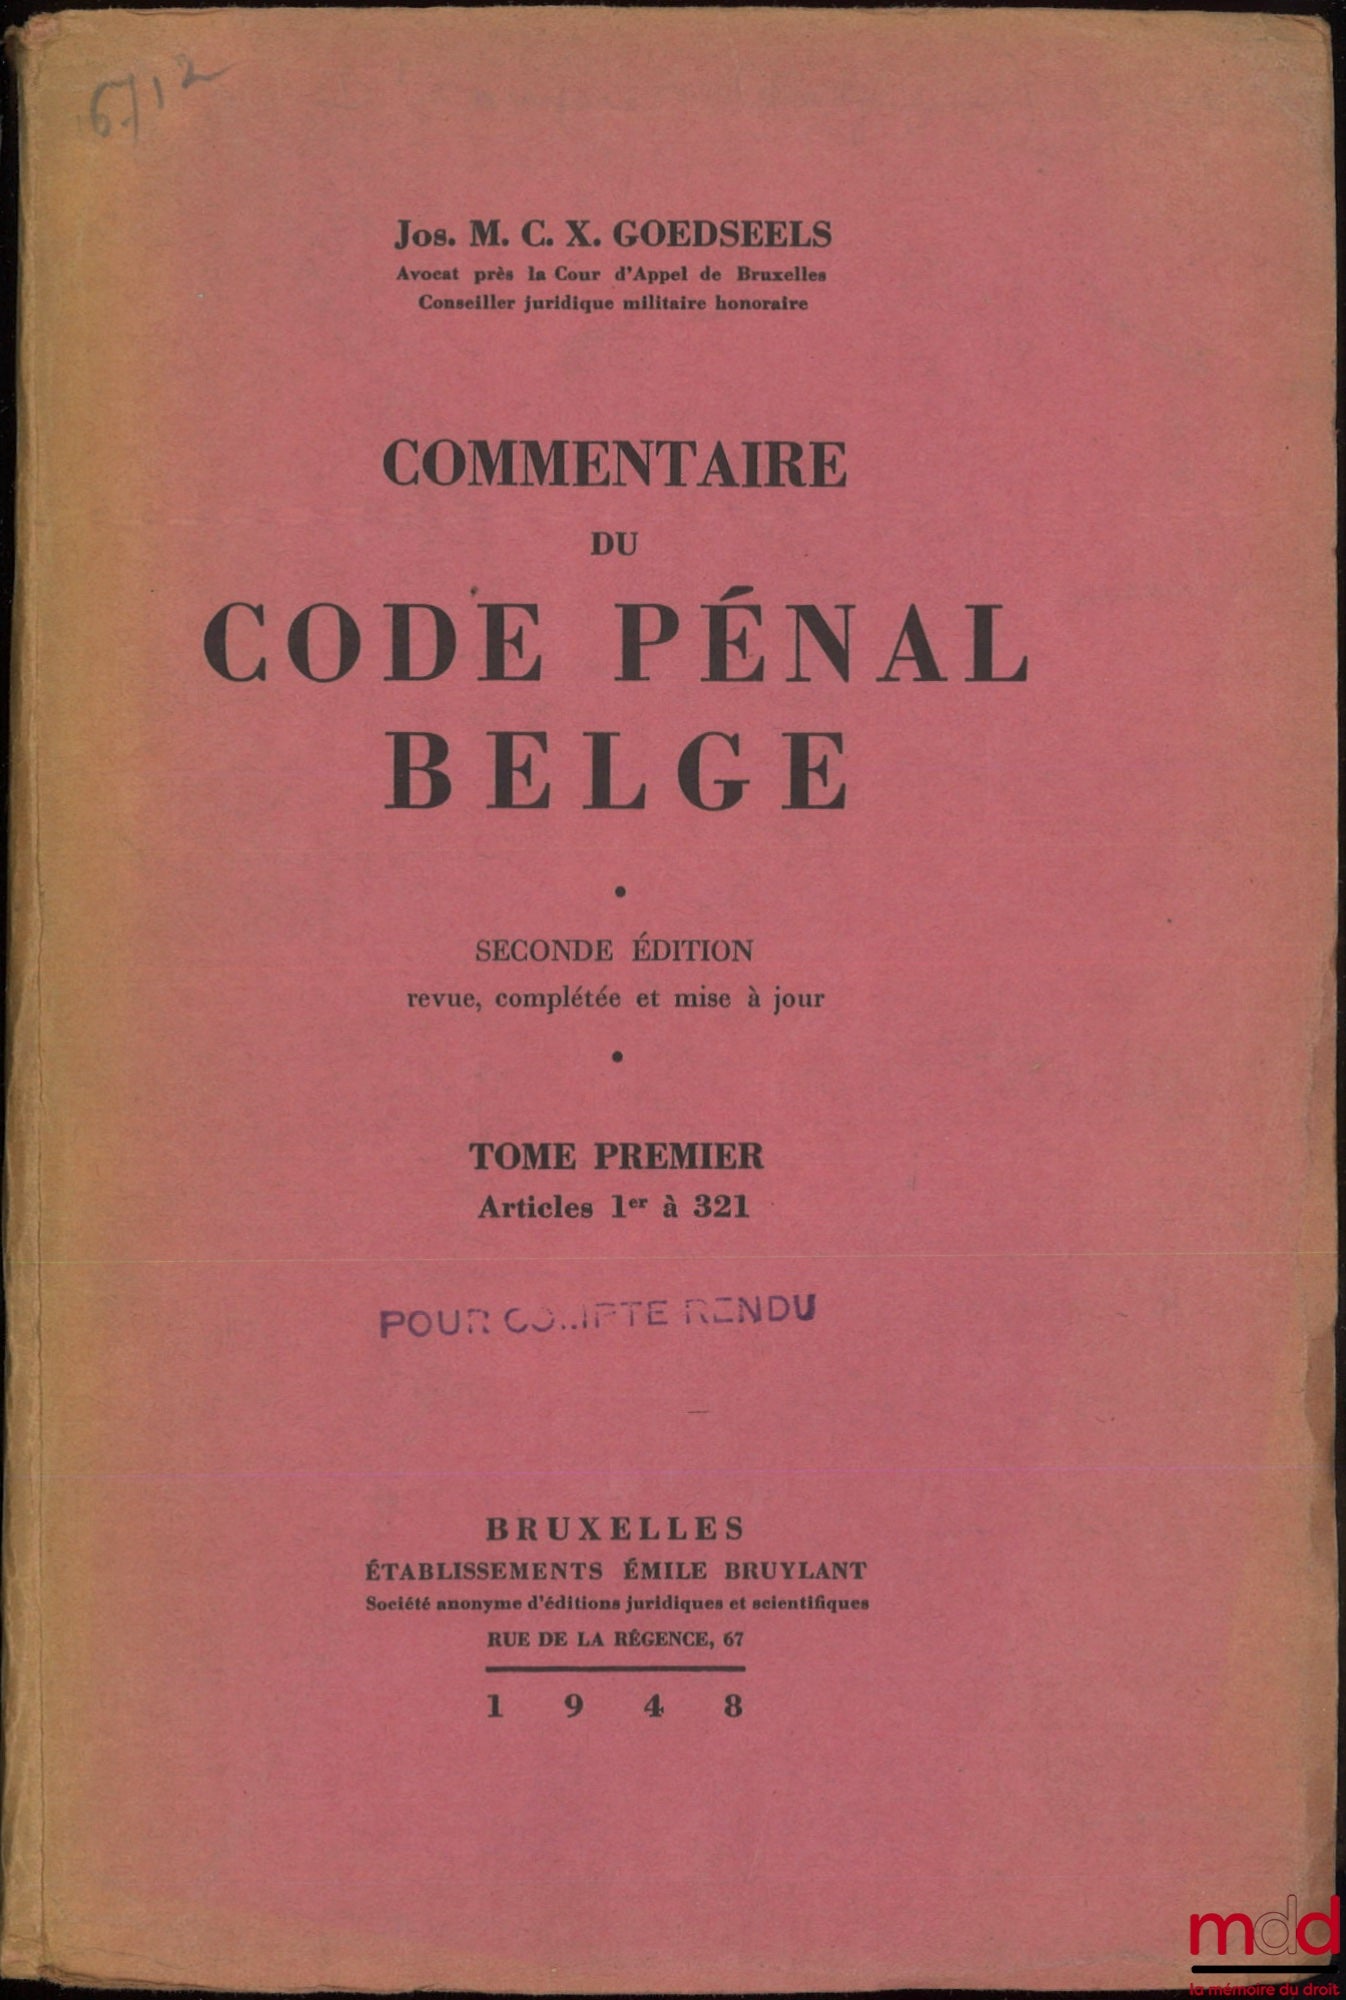 6712
Jos. M. C. X. GOEDSEELS
Avocat près la Cour d'Appel de Bruxelles
Conseiller juridique militaire honoraire
COMMENTAIRE
DU
CODE PÉNAL
BELGE
•
SECONDE ÉDITION
revue, complétée et mise à jour
•
TOME PREMIER
Articles 1er à 321
POUR COMPTE RENDU
BRUXELLES
ÉTABLISSEMENTS ÉMILE BRUYLANT
Société anonyme d'éditions juridiques et scientifiques
RUE DE LA RÉGENCE, 67
1 9 4 8
mdd
la mémoire du droit